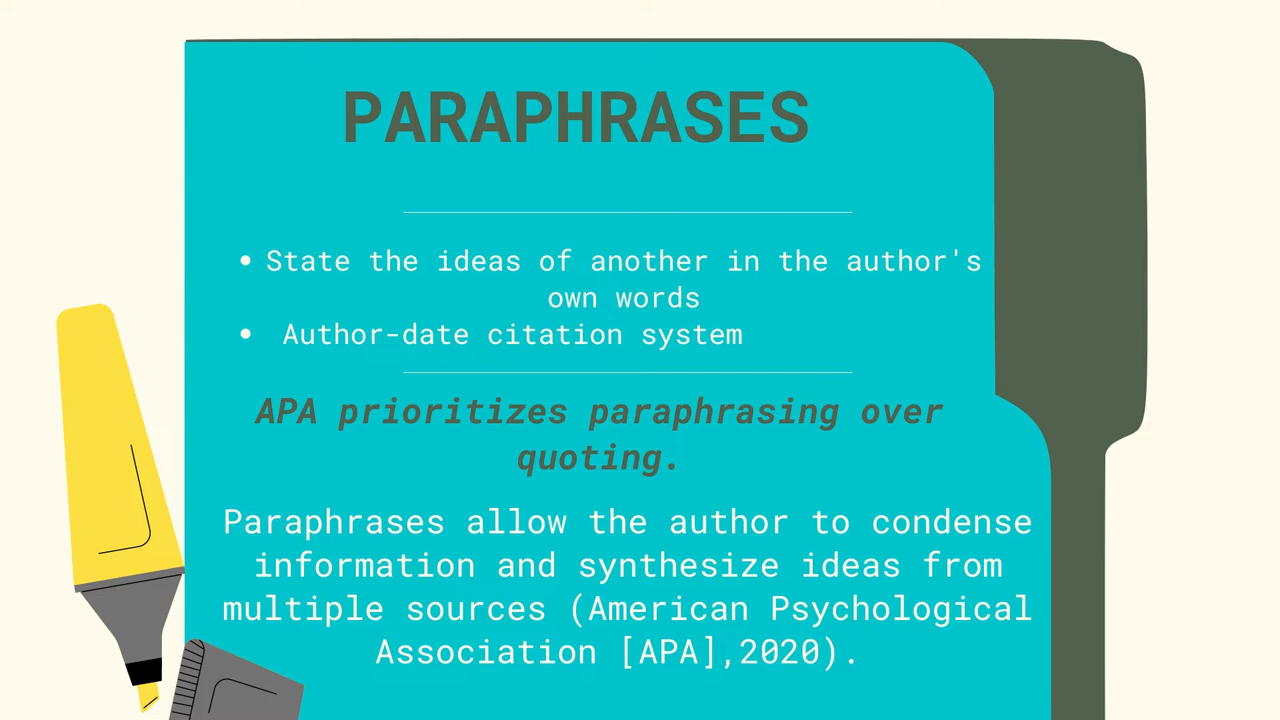 PARAPHRASES
• State the ideas of another in the author's
own words
• Author-date citation system
APA prioritizes paraphrasing over
quoting.
Paraphrases allow the author to condense
information and synthesize ideas from
multiple sources (American Psychological
Association [APA],2020).